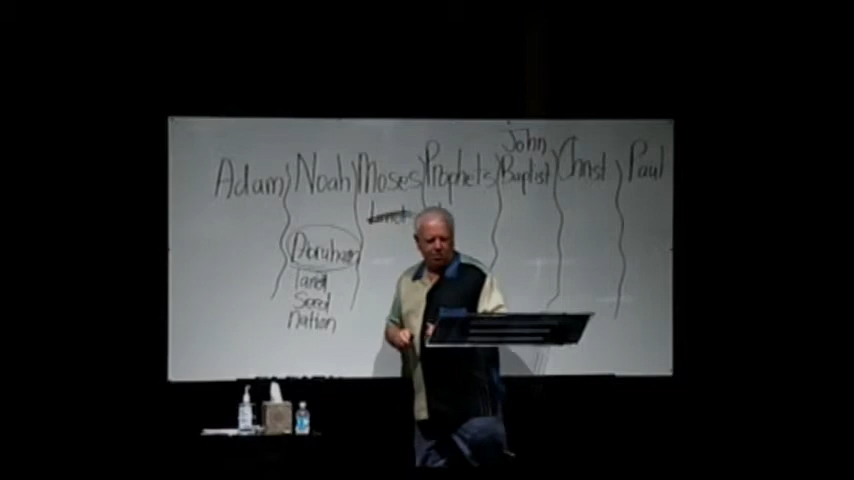 Adam Noah Moses Prophets John Baptist Christ Paul
Abraham
land
Seed
Nation